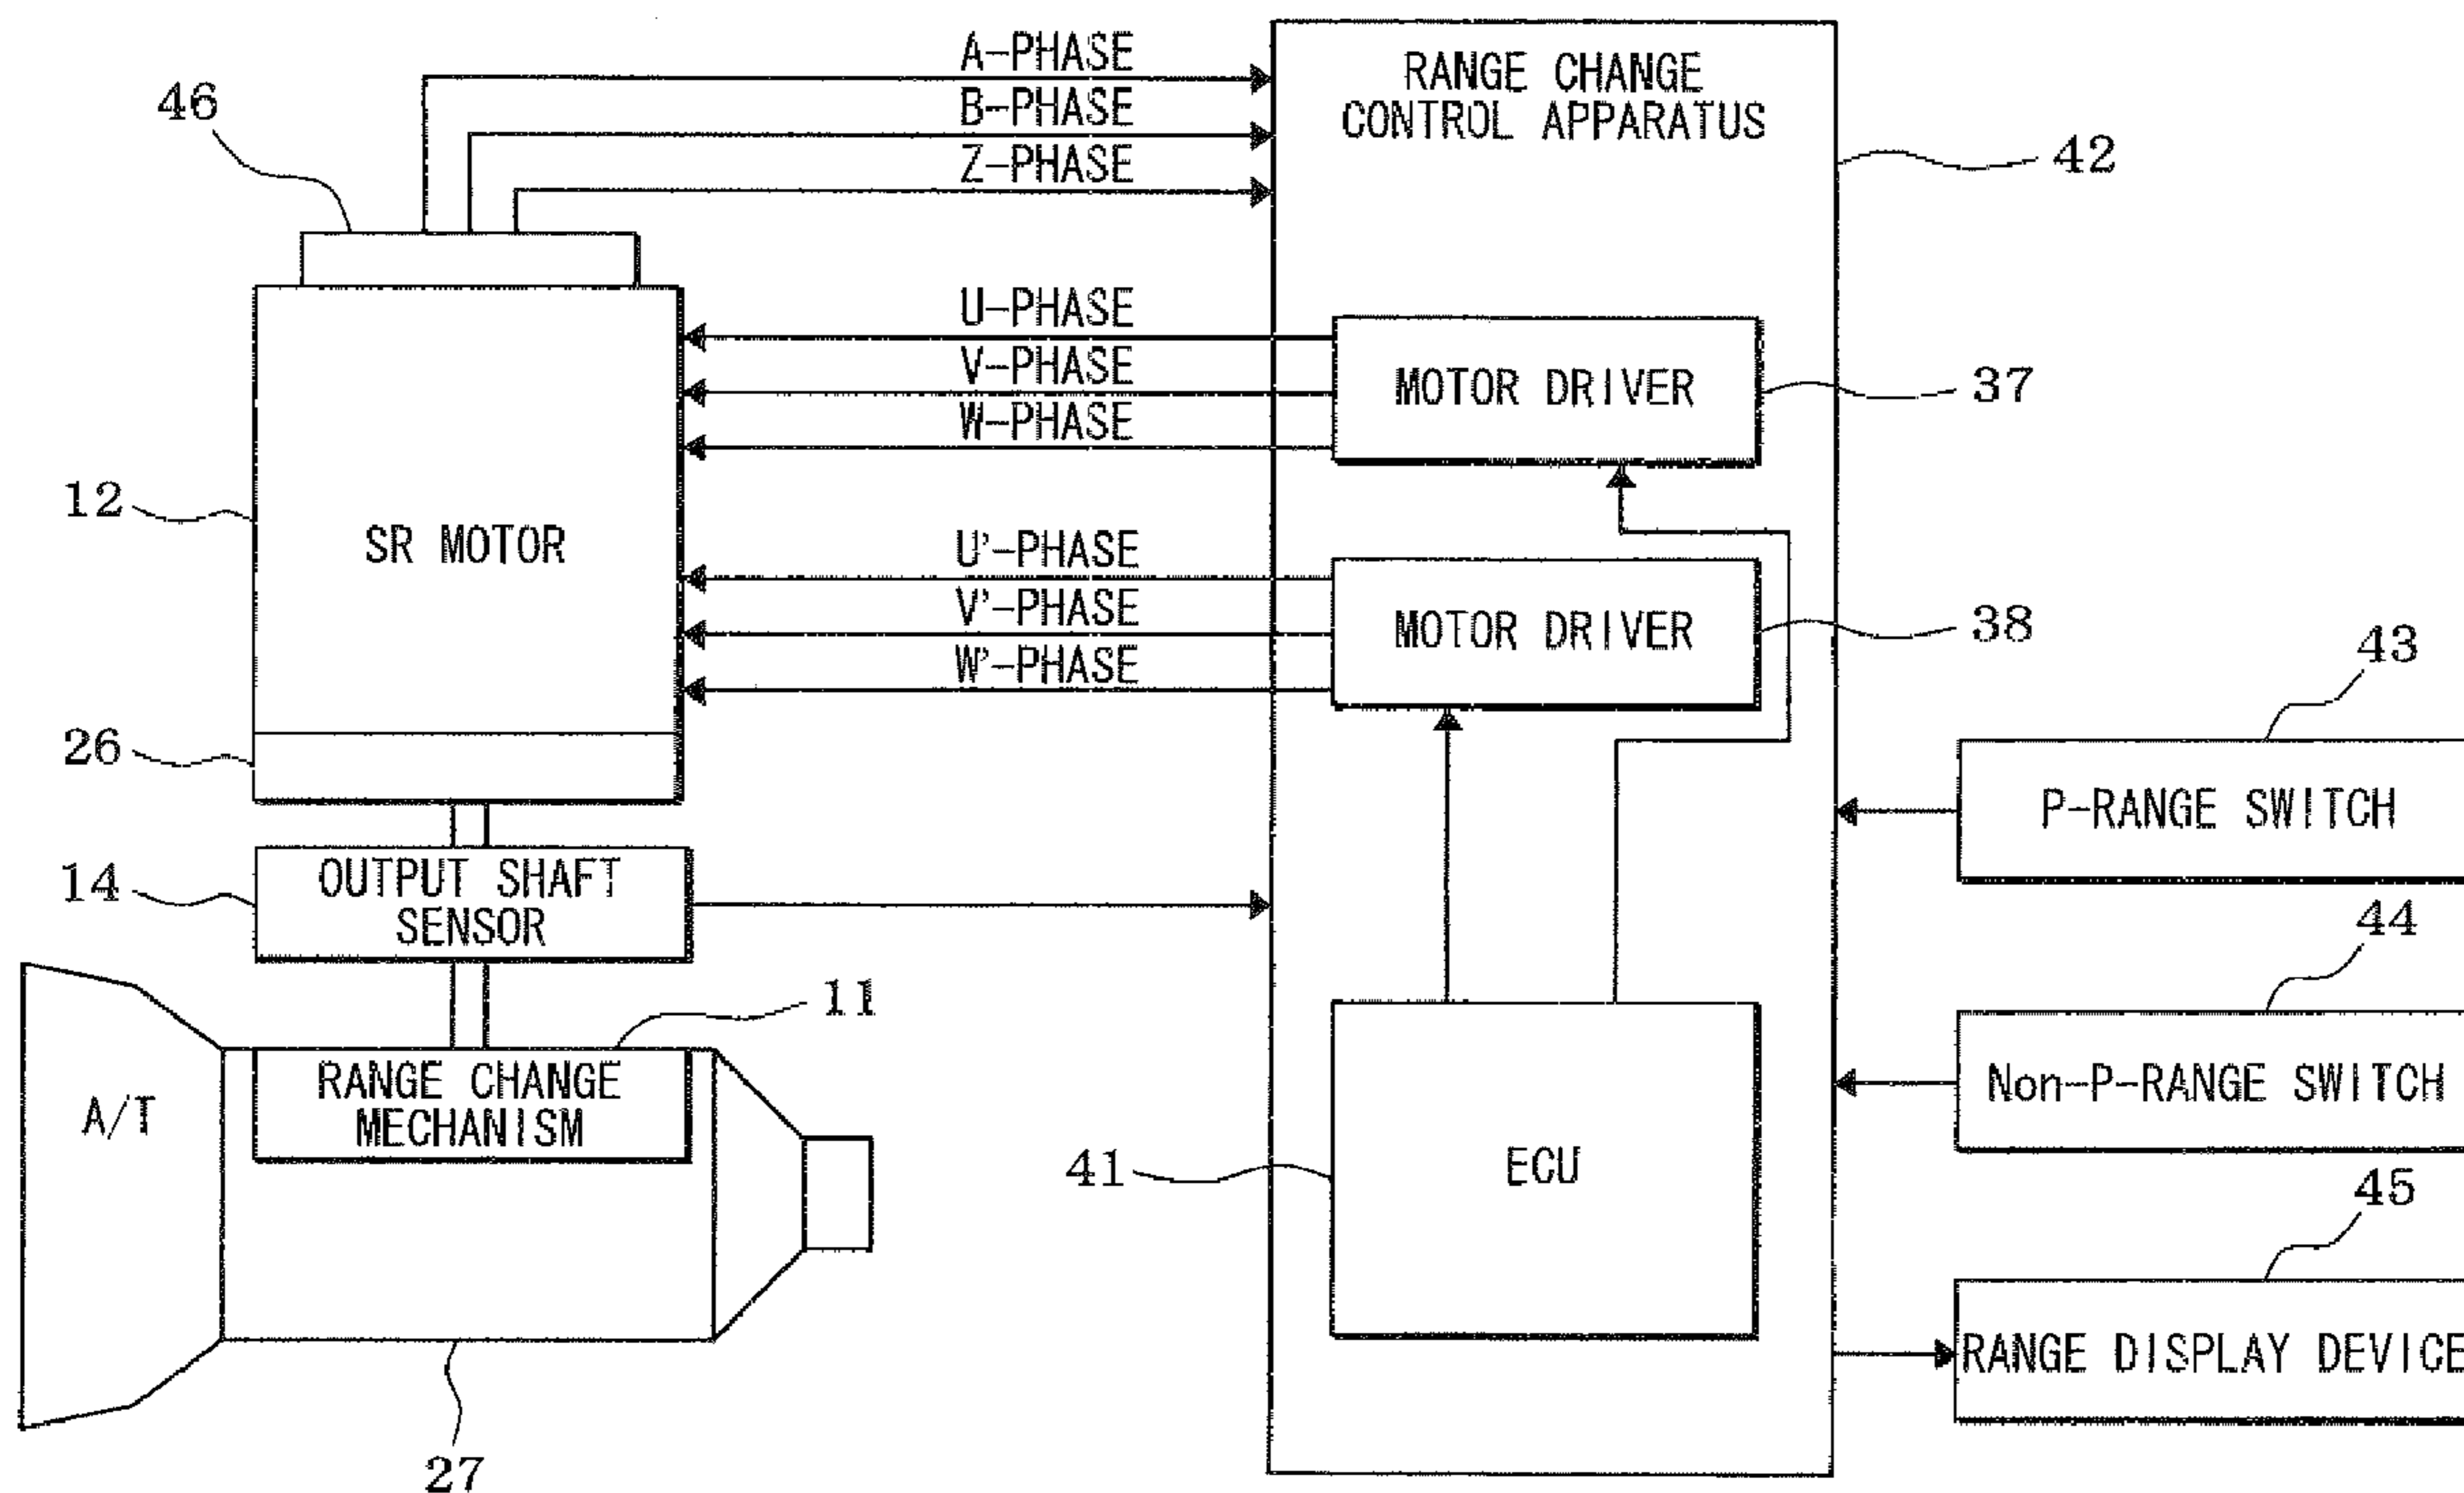 A-PHASE
B-PHASE
Z-PHASE
46
RANGE CHANGE
CONTROL APPARATUS
42
U-PHASE
V-PHASE
W-PHASE
MOTOR DRIVER
37
12
SR MOTOR
U'-PHASE
V'-PHASE
W'-PHASE
MOTOR DRIVER
38
26
43
P-RANGE SWITCH
14
OUTPUT SHAFT
SENSOR
44
Non-P-RANGE SWITCH
11
A/T
RANGE CHANGE
MECHANISM
41
ECU
45
RANGE DISPLAY DEVICE
27